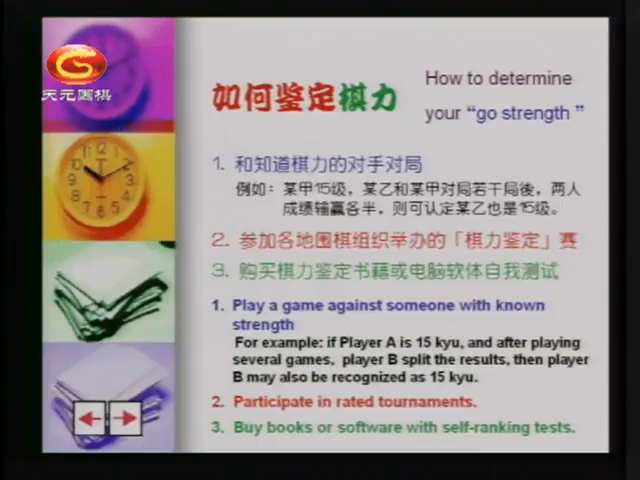 天元围棋
如何鉴定棋力
How to determine
your “go strength ”
1. 和知道棋力的对手对局
例如：某甲15级，某乙和某甲对局若干局後，两人
成绩输赢各半，则可认定某乙也是15级。
2. 参加各地围棋组织举办的「棋力鉴定」赛
3. 购买棋力鉴定书籍或电脑软体自我测试
1. Play a game against someone with known
strength
For example: if Player A is 15 kyu, and after playing
several games, player B split the results, then player
B may also be recognized as 15 kyu.
2. Participate in rated tournaments.
3. Buy books or software with self-ranking tests.